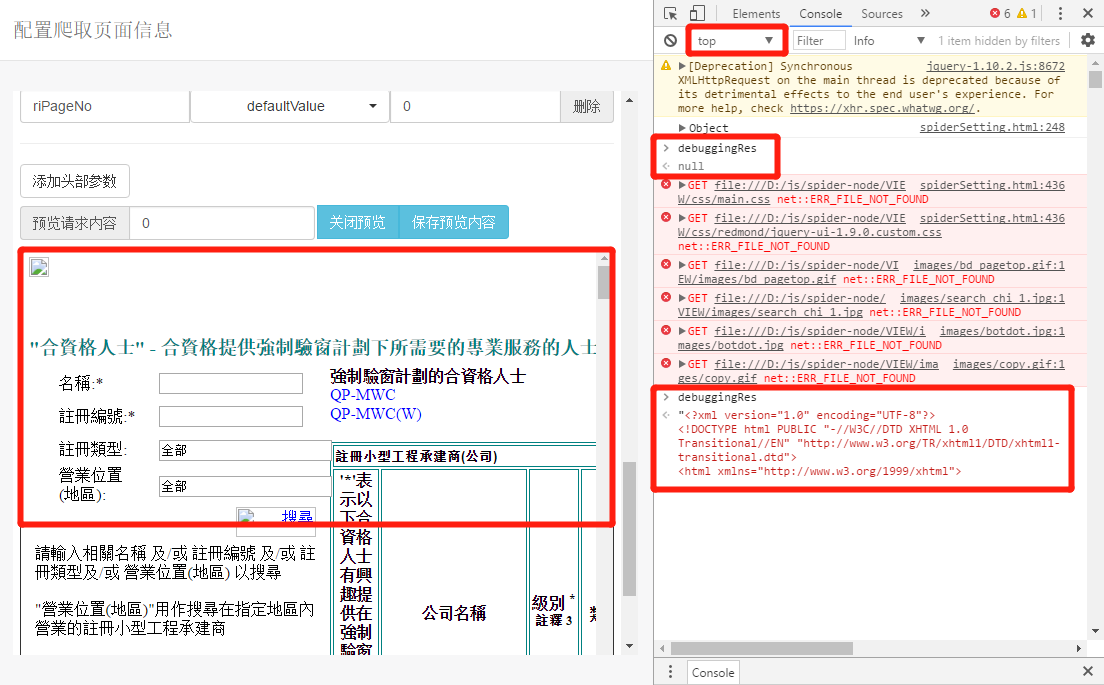 配置爬取页面信息
riPageNo
defaultValue
0
删除
添加头部参数
预览请求内容
0
关闭预览
保存预览内容
"合資格人士" - 合資格提供強制驗窗計劃下所需要的專業服務的人士
名稱:*
註冊編號:*
註冊類型:
全部
營業位置
(地區):
全部
搜尋
強制驗窗計劃的合資格人士
QP-MWC
QP-MWC(W)
請輸入相關名稱 及/或 註冊編號 及/或 註
冊類型及/或 營業位置(地區) 以搜尋
"營業位置(地區)"用作搜尋在指定地區內
營業的註冊小型工程承建商
註冊小型工程承建商(公司)
'*'表
示以
下合
資格
人士
有興
趣提
供在
強制
驗窗
公司名稱
級別 *
註釋 3
Elements
Console
Sources
»
6
1
top
Filter
Info
1 item hidden by filters
[Deprecation] Synchronous
jquery-1.10.2.js:8672
XMLHttpRequest on the main thread is deprecated because of
its detrimental effects to the end user's experience. For
more help, check https://xhr.spec.whatwg.org/.
Object
spiderSetting.html:248
debuggingRes
null
GET file:///D:/js/spider-node/VIE
spiderSetting.html:436
W/css/main.css net::ERR_FILE_NOT_FOUND
GET file:///D:/js/spider-node/VIE
spiderSetting.html:436
W/css/redmond/jquery-ui-1.9.0.custom.css
net::ERR_FILE_NOT_FOUND
GET file:///D:/js/spider-node/VI
images/bd_pagetop.gif:1
EW/images/bd_pagetop.gif net::ERR_FILE_NOT_FOUND
GET file:///D:/js/spider-node/
images/search_chi_1.jpg:1
VIEW/images/search_chi_1.jpg net::ERR_FILE_NOT_FOUND
GET file:///D:/js/spider-node/VIEW/i
images/botdot.jpg:1
mages/botdot.jpg net::ERR_FILE_NOT_FOUND
GET file:///D:/js/spider-node/VIEW/ima
images/copy.gif:1
ges/copy.gif net::ERR_FILE_NOT_FOUND
debuggingRes
"<?xml version="1.0" encoding="UTF-8"?>
<!DOCTYPE html PUBLIC "-//W3C//DTD XHTML 1.0
Transitional//EN" "http://www.w3.org/TR/xhtml1/DTD/xhtml1-
transitional.dtd">
<html xmlns="http://www.w3.org/1999/xhtml">
Console